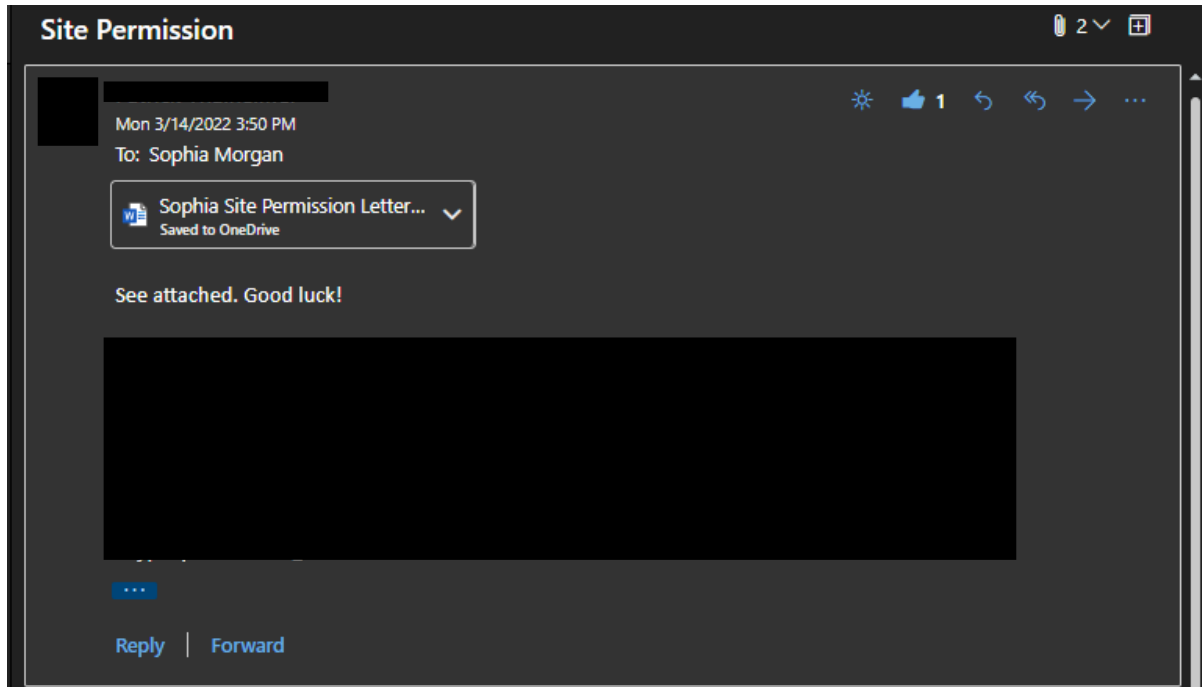 Site Permission
2
1
Mon 3/14/2022 3:50 PM
To: Sophia Morgan
Sophia Site Permission Letter...
Saved to OneDrive
See attached. Good luck!
...
Reply | Forward